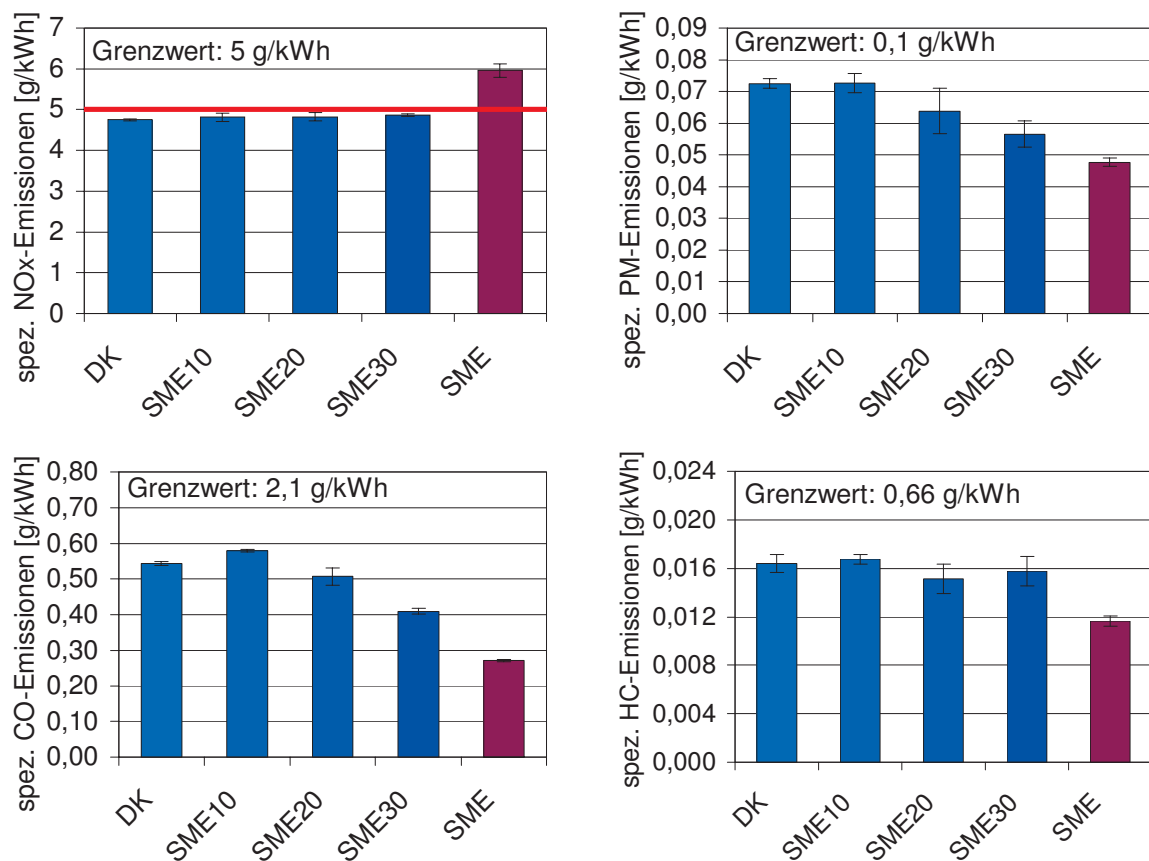 spez. NOx-Emissionen [g/kWh]
7
6
5
4
3
2
1
0
Grenzwert: 5 g/kWh
DK
SME10
SME20
SME30
SME
spez. PM-Emissionen [g/kWh]
0,09
0,08
0,07
0,06
0,05
0,04
0,03
0,02
0,01
0,00
Grenzwert: 0,1 g/kWh
DK
SME10
SME20
SME30
SME
spez. CO-Emissionen [g/kWh]
0,80
0,70
0,60
0,50
0,40
0,30
0,20
0,10
0,00
Grenzwert: 2,1 g/kWh
DK
SME10
SME20
SME30
SME
spez. HC-Emissionen [g/kWh]
0,024
0,020
0,016
0,012
0,008
0,004
0,000
Grenzwert: 0,66 g/kWh
DK
SME10
SME20
SME30
SME